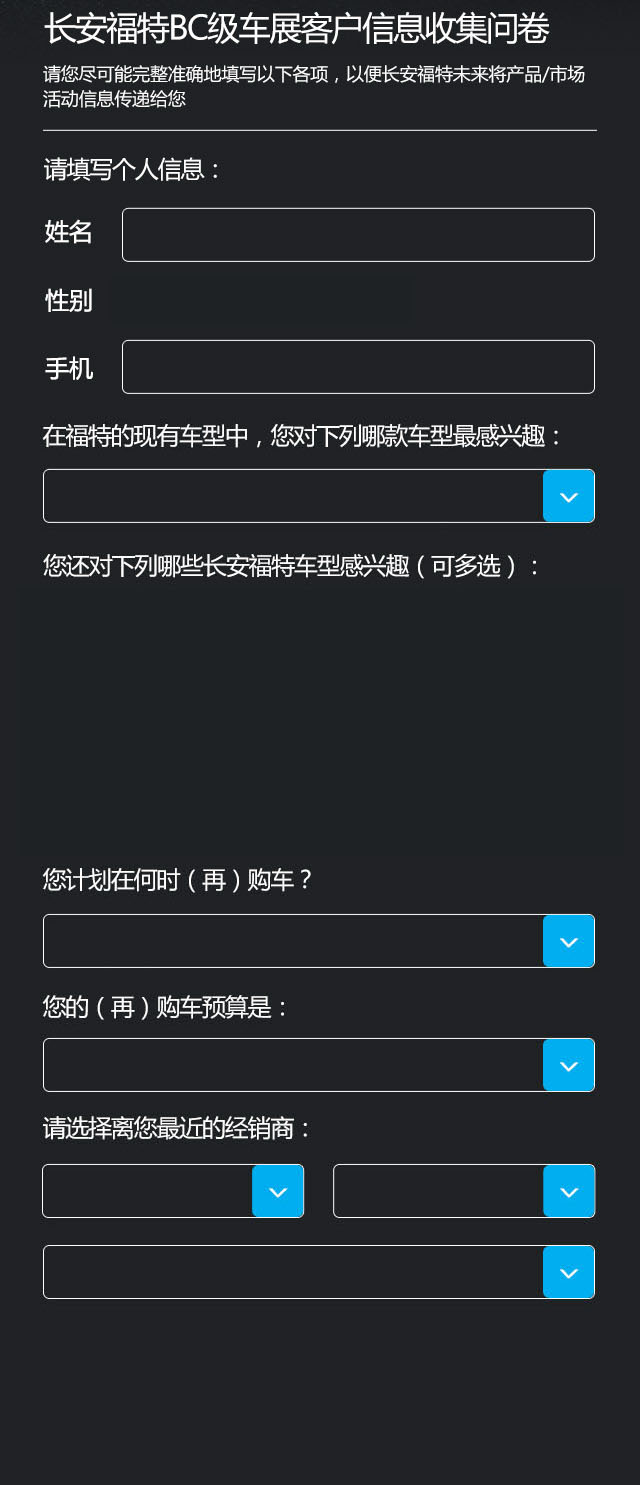 长安福特BC级车展客户信息收集问卷
请您尽可能完整准确地填写以下各项，以便长安福特未来将产品/市场
活动信息传递给您
请填写个人信息：
姓名
性别
手机
在福特的现有车型中，您对下列哪款车型最感兴趣：
您还对下列哪些长安福特车型感兴趣（可多选）：
您计划在何时（再）购车？
您的（再）购车预算是：
请选择离您最近的经销商：